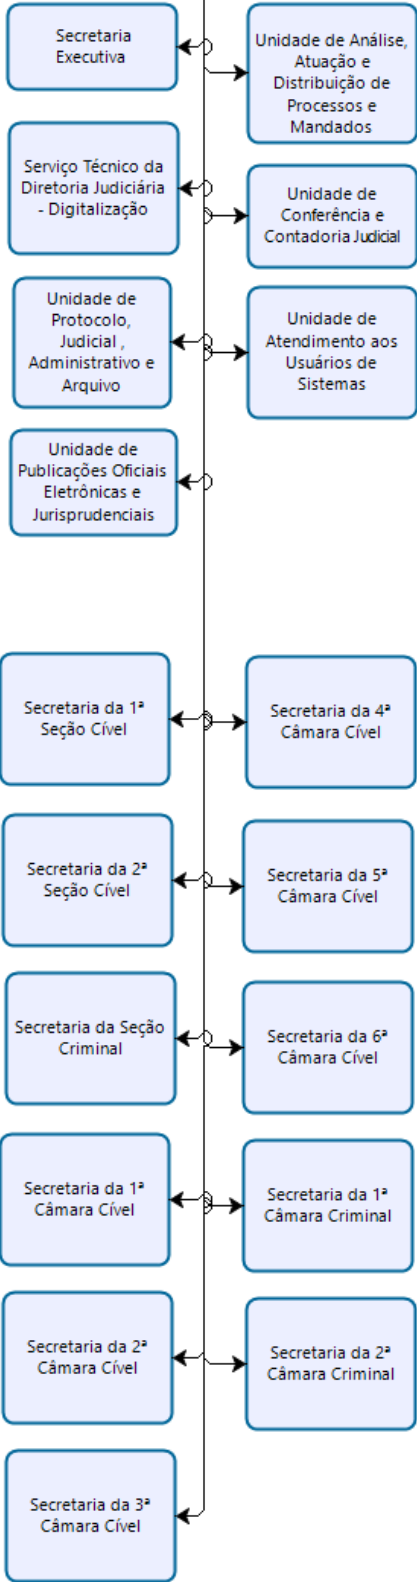 Secretaria
Executiva
Unidade de Análise,
Atuação e
Distribuição de
Processos e
Mandados
Serviço Técnico da
Diretoria Judiciária
- Digitalização
Unidade de
Conferência e
Contadoria Judicial
Unidade de
Protocolo,
Judicial ,
Administrativo e
Arquivo
Unidade de
Atendimento aos
Usuários de
Sistemas
Unidade de
Publicações Oficiais
Eletrônicas e
Jurisprudenciais
Secretaria da 1ª
Seção Cível
Secretaria da 4ª
Câmara Cível
Secretaria da 2ª
Seção Cível
Secretaria da 5ª
Câmara Cível
Secretaria da Seção
Criminal
Secretaria da 6ª
Câmara Cível
Secretaria da 1ª
Câmara Cível
Secretaria da 1ª
Câmara Criminal
Secretaria da 2ª
Câmara Cível
Secretaria da 2ª
Câmara Criminal
Secretaria da 3ª
Câmara Cível